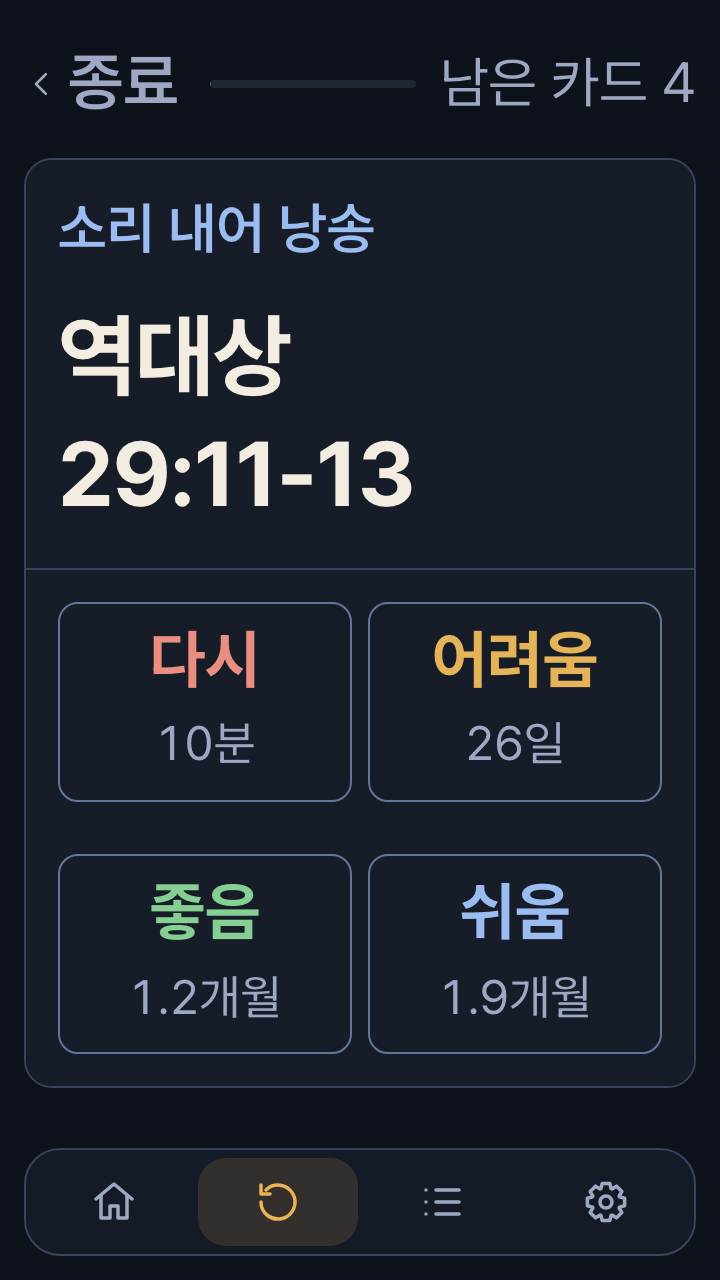 종료
남은 카드 4
소리 내어 낭송
역대상
29:11-13
다시
10분
어려움
26일
좋음
1.2개월
쉬움
1.9개월